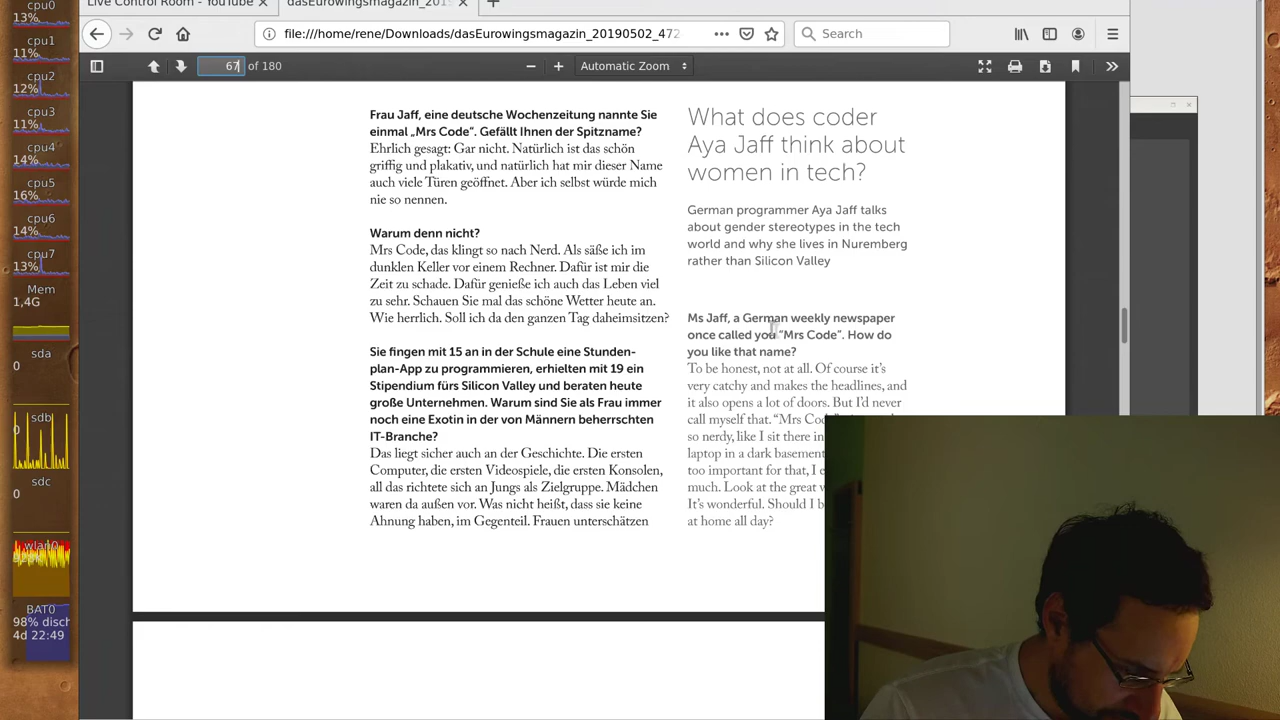 cpu0
13%
cpu1
11%
cpu2
12%
cpu3
11%
cpu4
14%
cpu5
16%
cpu6
14%
cpu7
13%
Mem
1,4G
sda
0
sdb
0
sdc
0
wlan0
BAT0
98% disch
4d 22:49
Live Control Room - YouTube
dasEurowingsmagazin_201
file:///home/rene/Downloads/dasEurowingsmagazin_20190502_472
Search
67 of 180
Automatic Zoom
Frau Jaff, eine deutsche Wochenzeitung nannte Sie
einmal „Mrs Code“. Gefällt Ihnen der Spitzname?
Ehrlich gesagt: Gar nicht. Natürlich ist das schön
griffig und plakativ, und natürlich hat mir dieser Name
auch viele Türen geöffnet. Aber ich selbst würde mich
nie so nennen.
Warum denn nicht?
Mrs Code, das klingt so nach Nerd. Als säße ich im
dunklen Keller vor einem Rechner. Dafür ist mir die
Zeit zu schade. Dafür genieße ich auch das Leben viel
zu sehr. Schauen Sie mal das schöne Wetter heute an.
Wie herrlich. Soll ich da den ganzen Tag daheimsitzen?
Sie fingen mit 15 an in der Schule eine Stunden-
plan-App zu programmieren, erhielten mit 19 ein
Stipendium fürs Silicon Valley und beraten heute
große Unternehmen. Warum sind Sie als Frau immer
noch eine Exotin in der von Männern beherrschten
IT-Branche?
Das liegt sicher auch an der Geschichte. Die ersten
Computer, die ersten Videospiele, die ersten Konsolen,
all das richtete sich an Jungs als Zielgruppe. Mädchen
waren da außen vor. Was nicht heißt, dass sie keine
Ahnung haben, im Gegenteil. Frauen unterschätzen
What does coder
Aya Jaff think about
women in tech?
German programmer Aya Jaff talks
about gender stereotypes in the tech
world and why she lives in Nuremberg
rather than Silicon Valley
Ms Jaff, a German weekly newspaper
once called you “Mrs Code”. How do
you like that name?
To be honest, not at all. Of course it’s
very catchy and makes the headlines, and
it also opens a lot of doors. But I’d never
call myself that. “Mrs Cod
so nerdy, like I sit there in
laptop in a dark basement
too important for that, I e
much. Look at the great w
It’s wonderful. Should I b
at home all day?